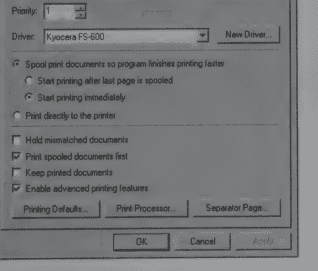 Priority: 1
Driver: Kyocera FS-600 New Driver...
Spool print documents so program finishes printing faster
Start printing after last page is spooled
Start printing immediately
Print directly to the printer
Hold mismatched documents
Print spooled documents first
Keep printed documents
Enable advanced printing features
Printing Defaults... Print Processor... Separator Page...
OK Cancel Apply